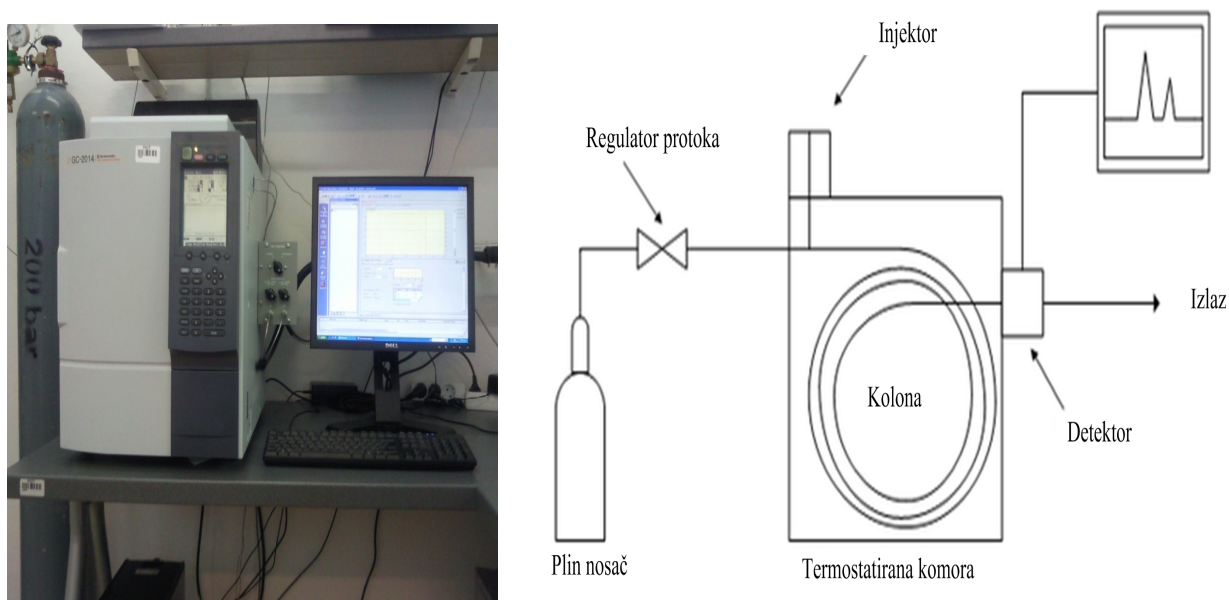 GC-2014
200 bar
DELL
Injektor
Regulator protoka
Izlaz
Kolona
Detektor
Plin nosač
Termostatirana komora